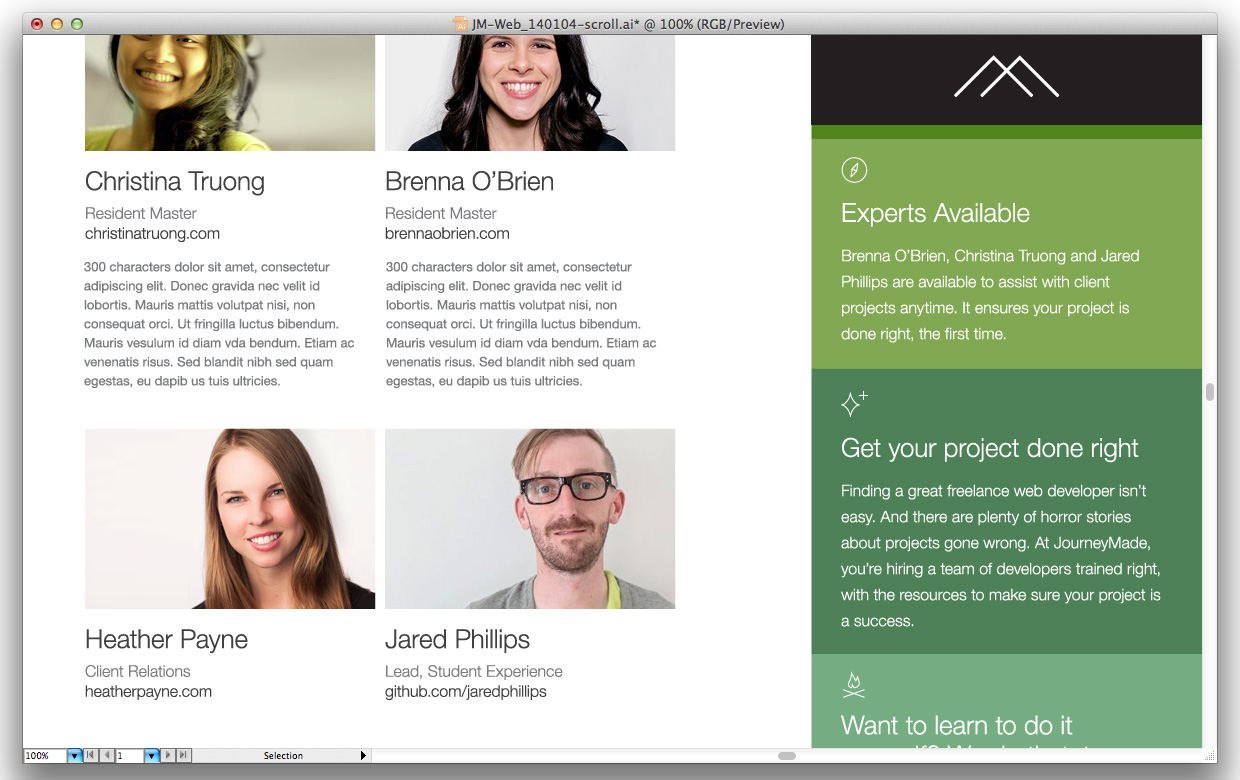 JM-Web_140104-scroll.ai* @ 100% (RGB/Preview)
Christina Truong
Resident Master
christinatruong.com
300 characters dolor sit amet, consectetur
adipiscing elit. Donec gravida nec velit id
lobortis. Mauris mattis volutpat nisi, non
consequat orci. Ut fringilla luctus bibendum.
Mauris vesulum id diam vda bendum. Etiam ac
venenatis risus. Sed blandit nibh sed quam
egestas, eu dapib us tuis ultricies.
Brenna O’Brien
Resident Master
brennaobrien.com
300 characters dolor sit amet, consectetur
adipiscing elit. Donec gravida nec velit id
lobortis. Mauris mattis volutpat nisi, non
consequat orci. Ut fringilla luctus bibendum.
Mauris vesulum id diam vda bendum. Etiam ac
venenatis risus. Sed blandit nibh sed quam
egestas, eu dapib us tuis ultricies.
Heather Payne
Client Relations
heatherpayne.com
Jared Phillips
Lead, Student Experience
github.com/jaredphillips
Experts Available
Brenna O’Brien, Christina Truong and Jared
Phillips are available to assist with client
projects anytime. It ensures your project is
done right, the first time.
Get your project done right
Finding a great freelance web developer isn’t
easy. And there are plenty of horror stories
about projects gone wrong. At JourneyMade,
you’re hiring a team of developers trained right,
with the resources to make sure your project is
a success.
Want to learn to do it
100%
1
Selection